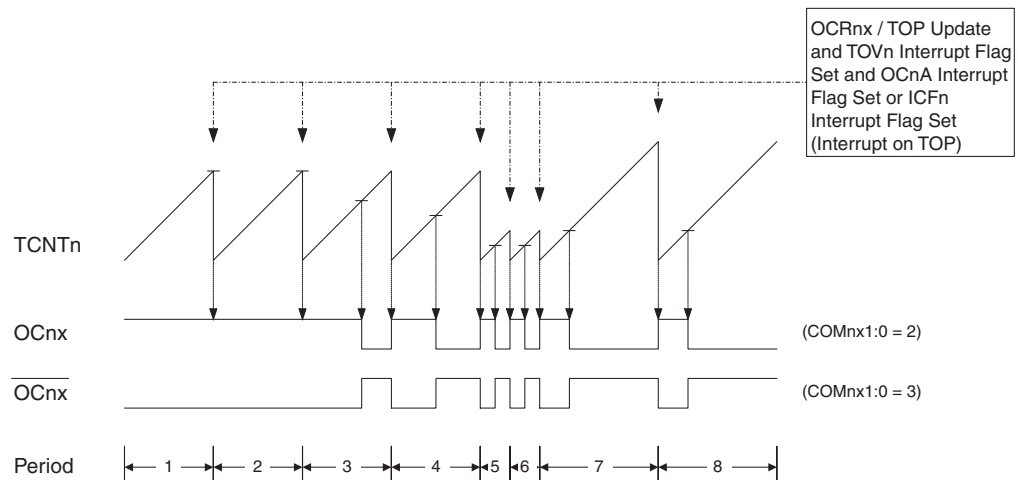 OCRnx / TOP Update
and TOVn Interrupt Flag
Set and OCnA Interrupt
Flag Set or ICFn
Interrupt Flag Set
(Interrupt on TOP)
TCNTn
OCnx
(COMnx1:0 = 2)
OCnx
(COMnx1:0 = 3)
Period 1 2 3 4 5 6 7 8